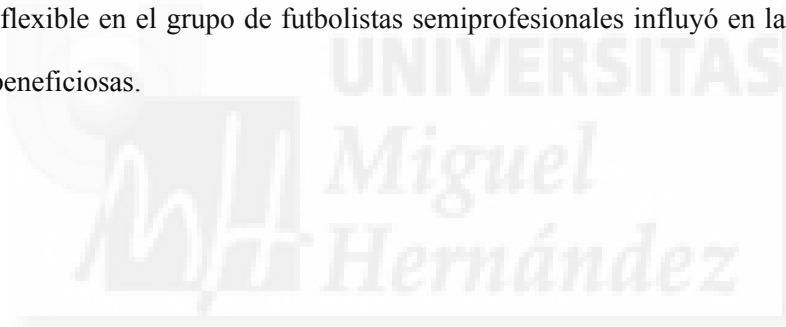 flexible en el grupo de futbolistas semiprofesionales influyó en la
beneficiosas.
UNIVERSITAS
Miguel
Hernández